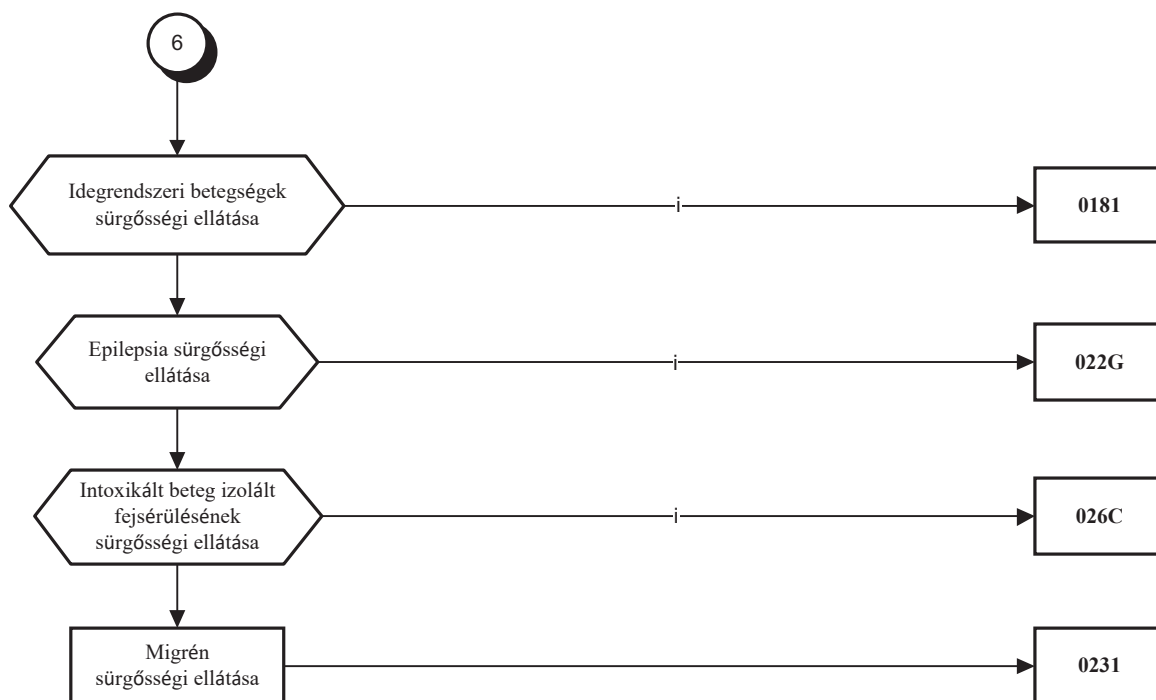 6
Idegrendszeri betegségek
sürgősségi ellátása
i
0181
Epilepsia sürgősségi
ellátása
i
022G
Intoxikált beteg izolált
fejsérülésének
sürgősségi ellátása
i
026C
Migrén
sürgősségi ellátása
0231